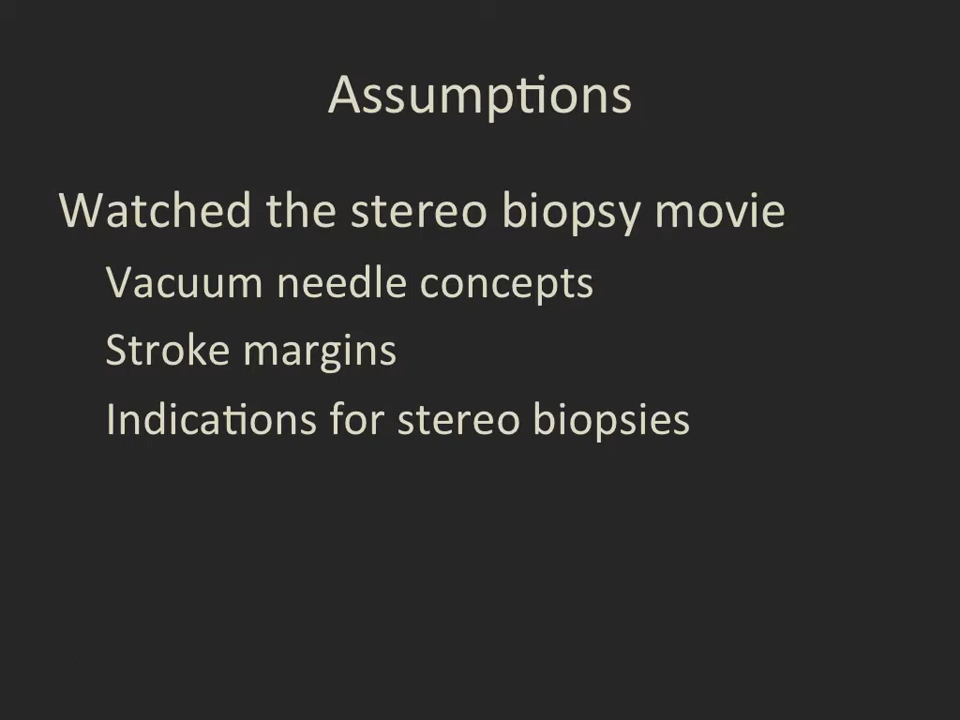 Assumptions
Watched the stereo biopsy movie
Vacuum needle concepts
Stroke margins
Indications for stereo biopsies